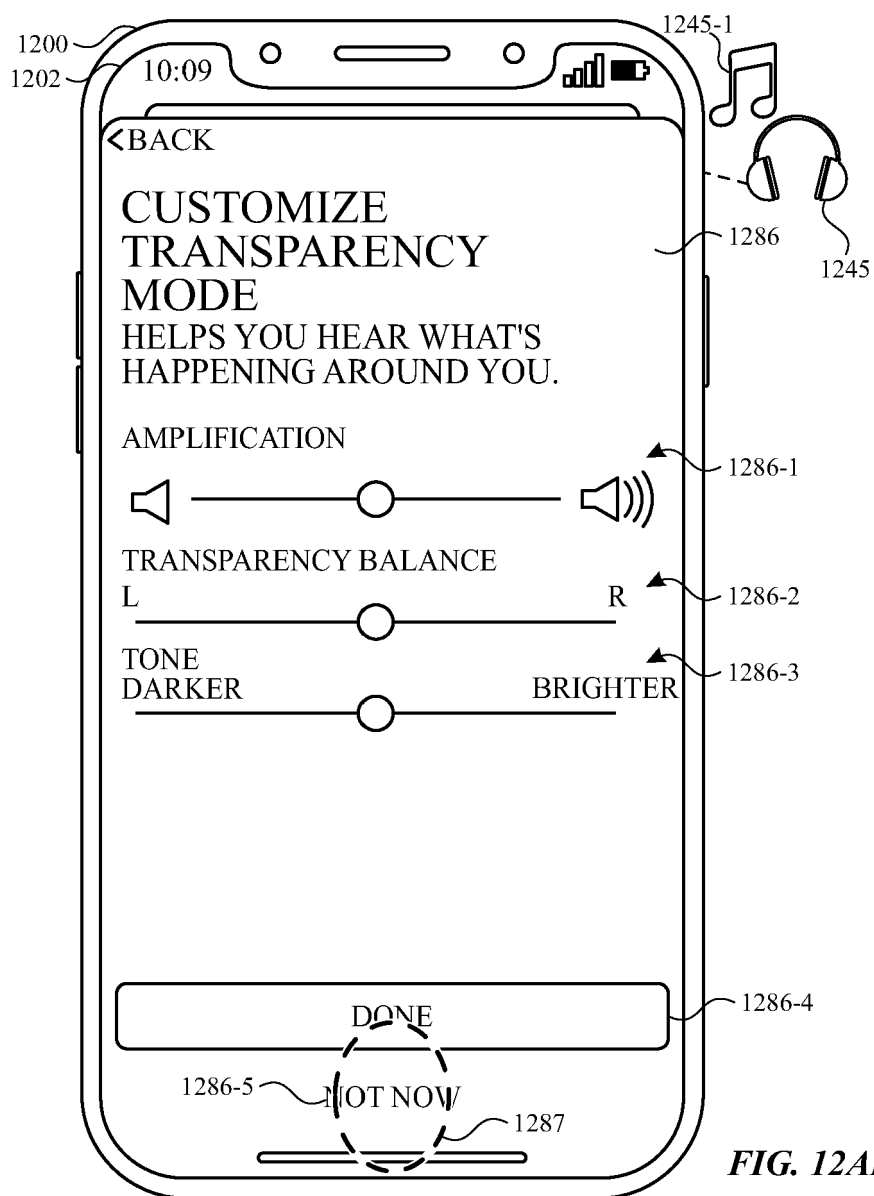 1200
1245-1
1202
10:09
<BACK
CUSTOMIZE
TRANSPARENCY
MODE
1286
1245
HELPS YOU HEAR WHAT'S
HAPPENING AROUND YOU.
AMPLIFICATION
1286-1
TRANSPARENCY BALANCE
L R
1286-2
TONE
1286-3
DARKER BRIGHTER
DONE
1286-4
1286-5
NOT NOW
1287